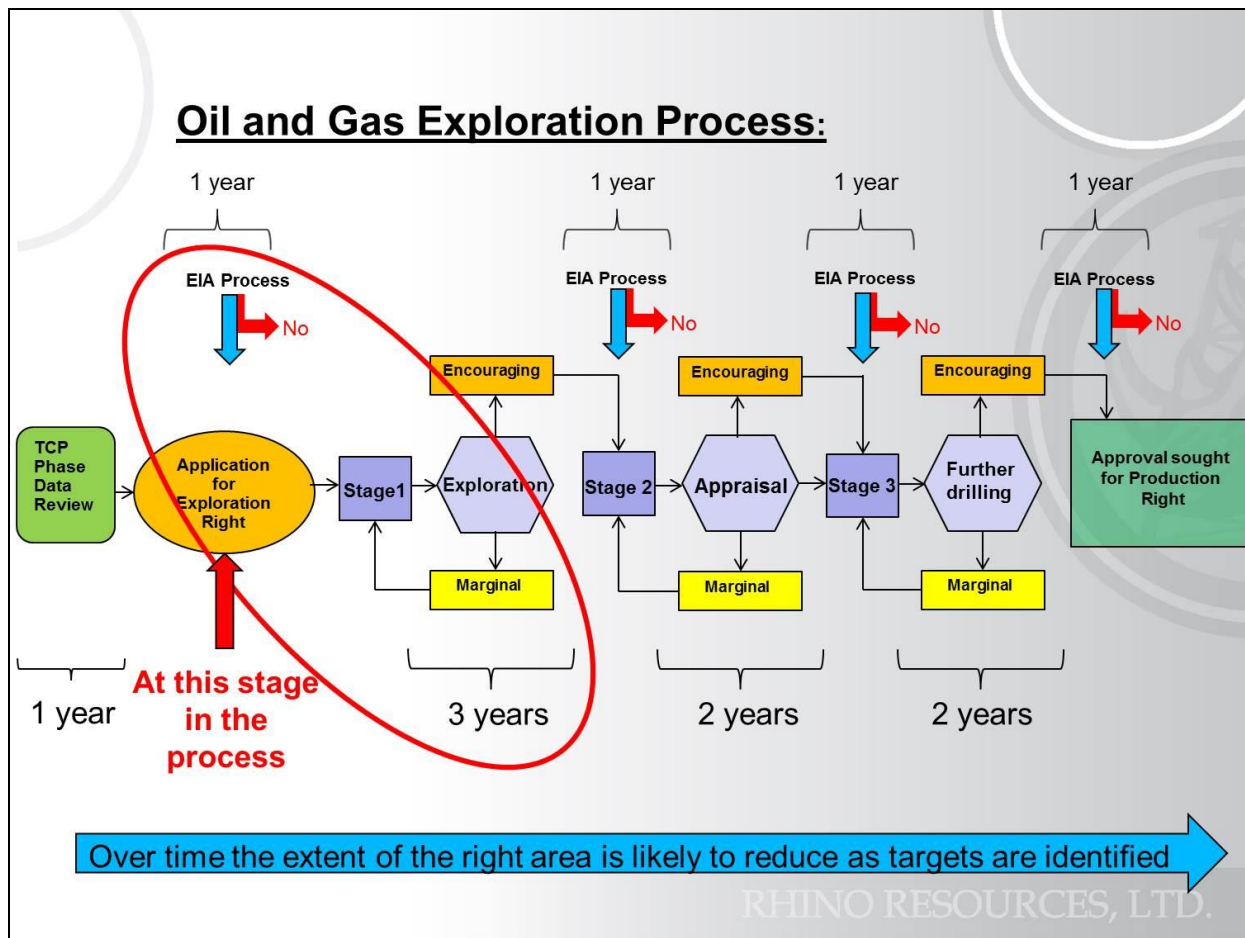 Oil and Gas Exploration Process:
1 year
1 year
1 year
1 year
EIA Process
No
EIA Process
No
EIA Process
No
EIA Process
No
Encouraging
Encouraging
Encouraging
TCP
Phase
Data
Review
Application
for
Exploration
Right
Stage1
Exploration
Stage 2
Appraisal
Stage 3
Further
drilling
Approval sought
for Production
Right
Marginal
Marginal
Marginal
1 year
At this stage
in the
process
3 years
2 years
2 years
Over time the extent of the right area is likely to reduce as targets are identified
RHINO RESOURCES, LTD.